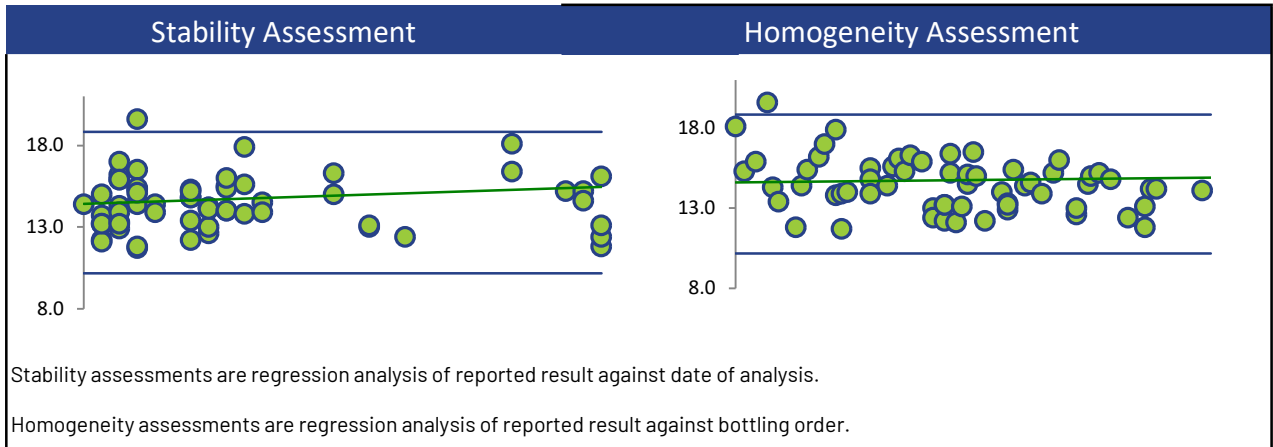 Stability Assessment
Homogeneity Assessment
18.0
13.0
8.0
18.0
13.0
8.0
Stability assessments are regression analysis of reported result against date of analysis.
Homogeneity assessments are regression analysis of reported result against bottling order.